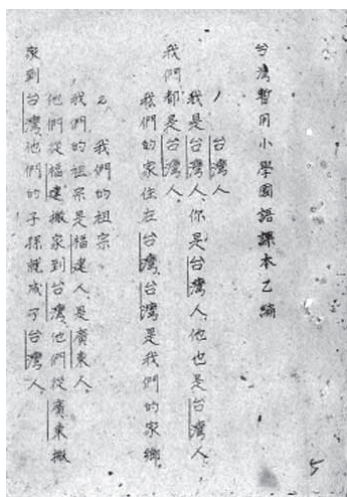 台灣暫用小學國語課本乙編
1 台灣人
我是台灣人、你是台灣人、他也是台灣人、
我們都是台灣人、
我們的家住在台灣、台灣是我們的家鄉、
2、我們的祖宗、
我們的祖宗是福建人、是廣東人、
他們從福建搬家到台灣、他們從廣東搬
家到台灣、他們的子孫就成了台灣人、
5